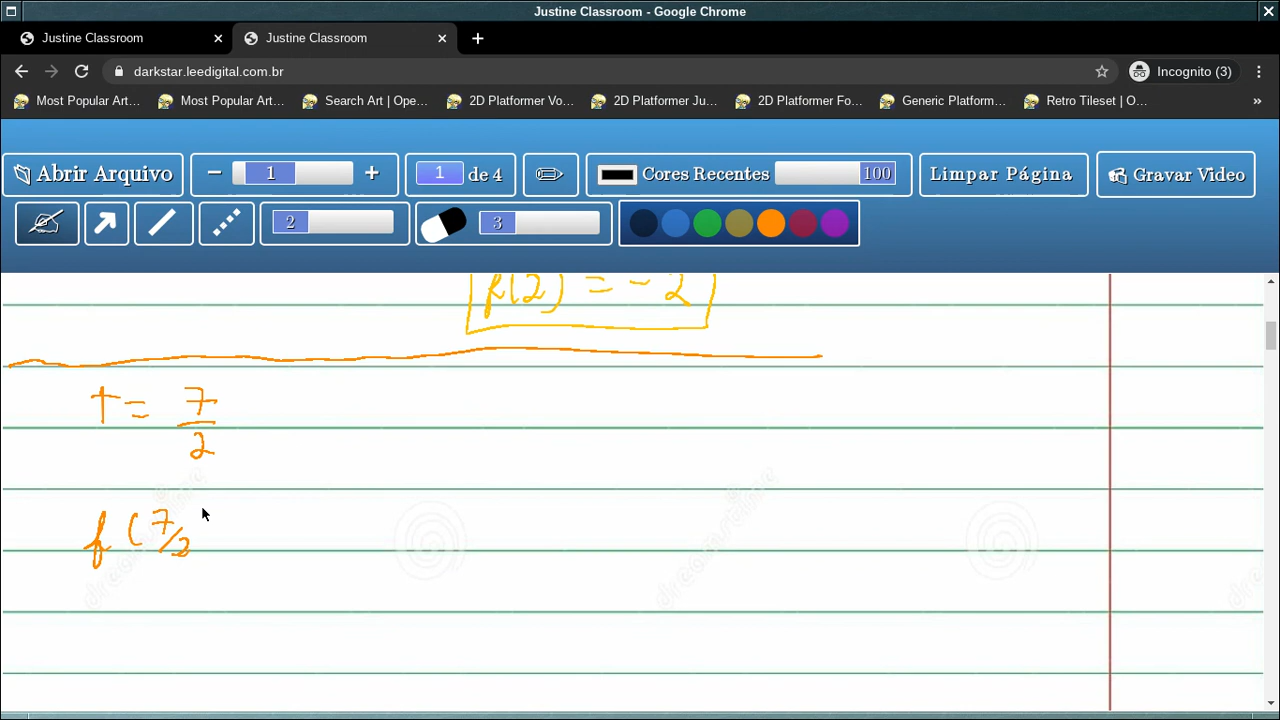 Justine Classroom - Google Chrome
Justine Classroom
Justine Classroom
darkstar.leedigital.com.br
Incognito (3)
Most Popular Art...
Most Popular Art...
Search Art | Ope...
2D Platformer Vo...
2D Platformer Ju...
2D Platformer Fo...
Generic Platform...
Retro Tileset | O...
»
Abrir Arquivo
− 1 +
1 de 4
Cores Recentes
100
Limpar Página
Gravar Video
2
3
f(2) = -2
t = 7/2
f(7/2
dreamstime
dreamstime